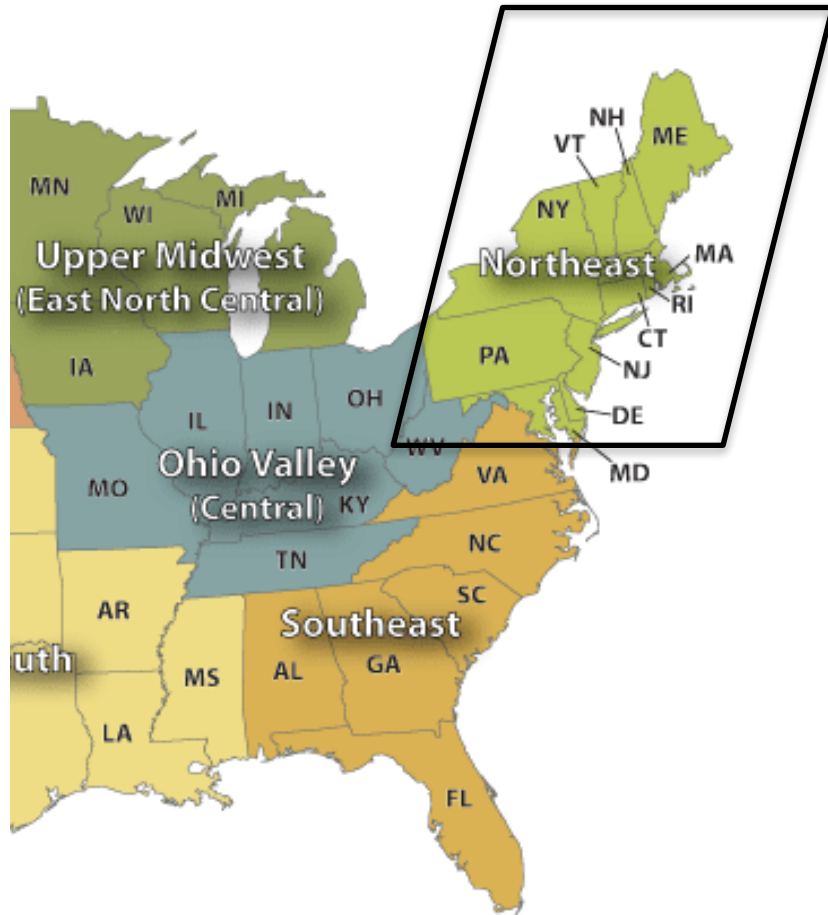 NH
ME
VT
MN
MI
WI
NY
Upper Midwest
(East North Central)
Northeast
MA
RI
CT
IA
PA
NJ
OH
IL
IN
DE
WV
Ohio Valley
(Central)
MD
VA
MO
KY
NC
TN
SC
AR
Southeast
uth
MS
AL
GA
LA
FL